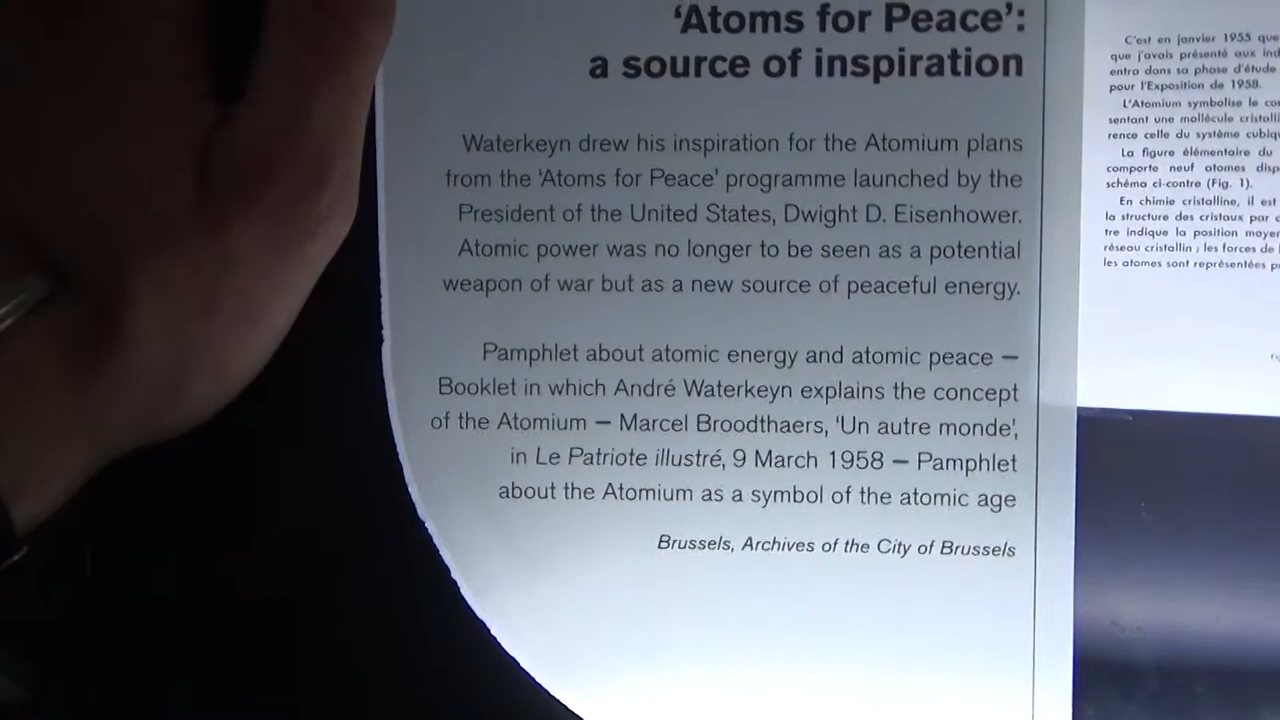 ‘Atoms for Peace’:
a source of inspiration
Waterkeyn drew his inspiration for the Atomium plans
from the ‘Atoms for Peace’ programme launched by the
President of the United States, Dwight D. Eisenhower.
Atomic power was no longer to be seen as a potential
weapon of war but as a new source of peaceful energy.
Pamphlet about atomic energy and atomic peace –
Booklet in which André Waterkeyn explains the concept
of the Atomium – Marcel Broodthaers, ‘Un autre monde’,
in Le Patriote illustré, 9 March 1958 – Pamphlet
about the Atomium as a symbol of the atomic age
Brussels, Archives of the City of Brussels
C'est en janvier 1955 que
que j'avais présenté aux
entra dans sa phase d'étude
pour l'Exposition de 1958.
L'Atomium symbolise le
sentant une mollécule
rence celle du système
La figure élémentaire du
comporte neuf atomes
schéma ci-contre (Fig. 1).
En chimie cristalline, il est
la structure des cristaux par
tre indique la position
réseau cristallin ; les forces de
les atomes sont représentées